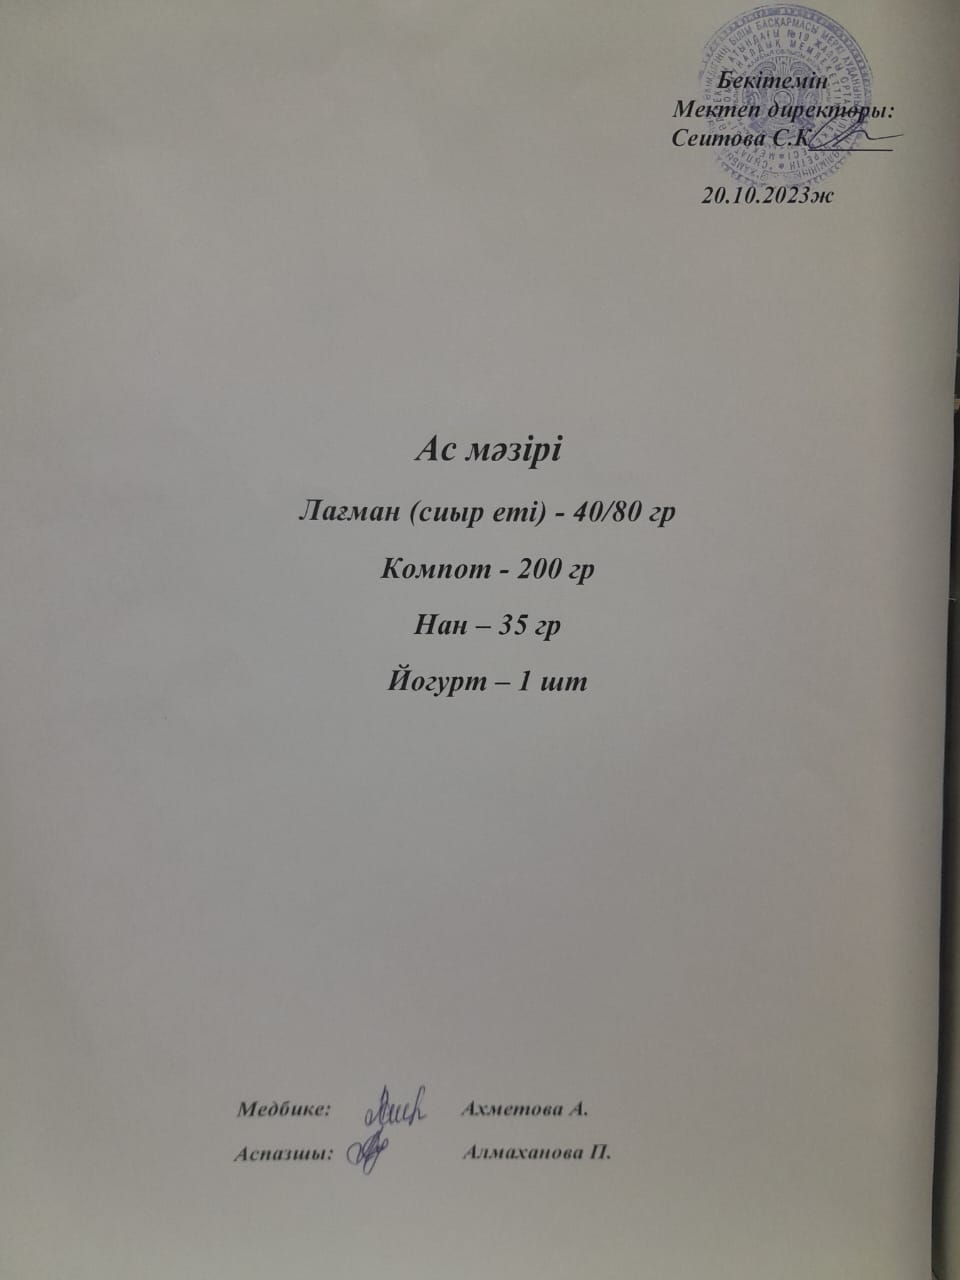 Бекітемін
Мектеп директоры:
Сеитова С.К
20.10.2023ж
Ас мәзірі
Лағман (сиыр еті) - 40/80 гр
Компот - 200 гр
Нан – 35 гр
Йогурт – 1 шт
Медбике: Ахметова А.
Аспазшы: Алмаханова П.